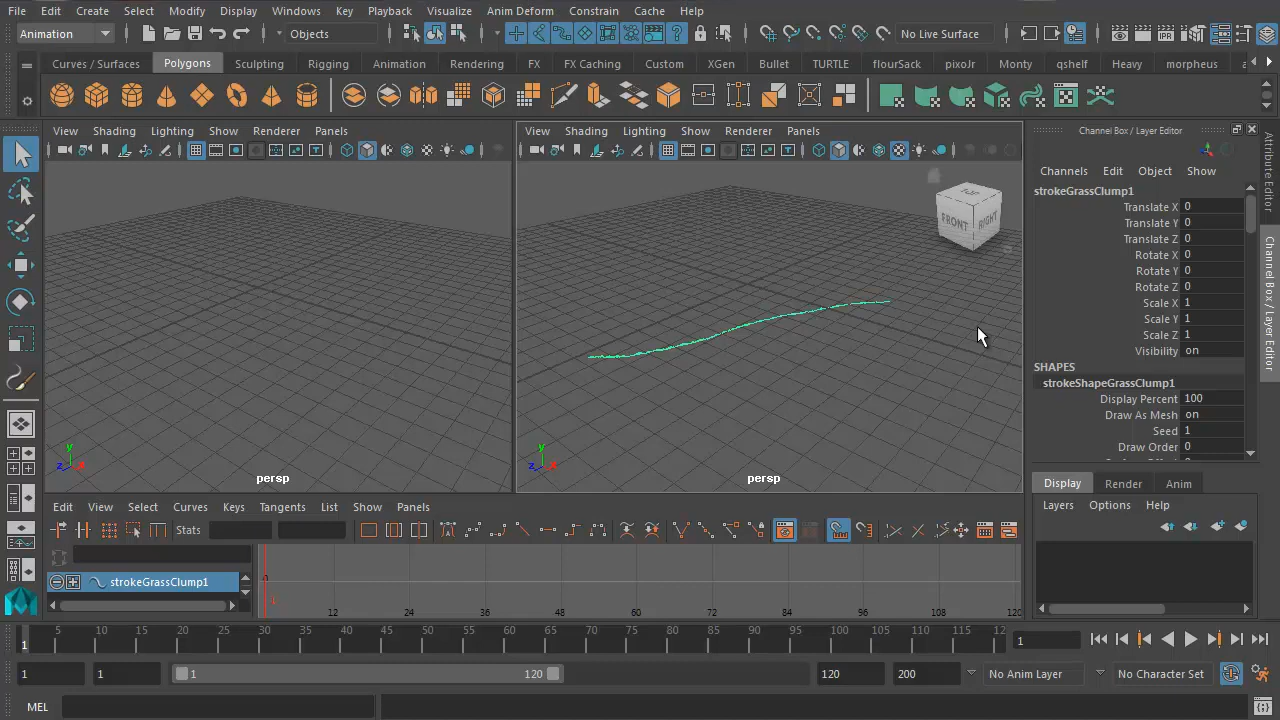 File Edit Create Select Modify Display Windows Key Playback Visualize Anim Deform Constrain Cache Help
Animation Objects No Live Surface
Curves / Surfaces Polygons Sculpting Rigging Animation Rendering FX FX Caching Custom XGen Bullet TURTLE flourSack pixoJr Monty qshelf Heavy morpheus
View Shading Lighting Show Renderer Panels
View Shading Lighting Show Renderer Panels
FRONT RIGHT
y
x
z
persp
y
x
z
persp
Channel Box / Layer Editor
Channels Edit Object Show
strokeGrassClump1
Translate X 0
Translate Y 0
Translate Z 0
Rotate X 0
Rotate Y 0
Rotate Z 0
Scale X 1
Scale Y 1
Scale Z 1
Visibility on
SHAPES
strokeShapeGrassClump1
Display Percent 100
Draw As Mesh on
Seed 1
Draw Order 0
Attribute Editor
Channel Box / Layer Editor
Display Render Anim
Layers Options Help
Edit View Select Curves Keys Tangents List Show Panels
Stats
strokeGrassClump1
0
12 24 36 48 60 72 84 96 108 120
1 5 10 15 20 25 30 35 40 45 50 55 60 65 70 75 80 85 90 95 100 105 110 115 12
1
1 1 1 120 120 200 No Anim Layer No Character Set
MEL